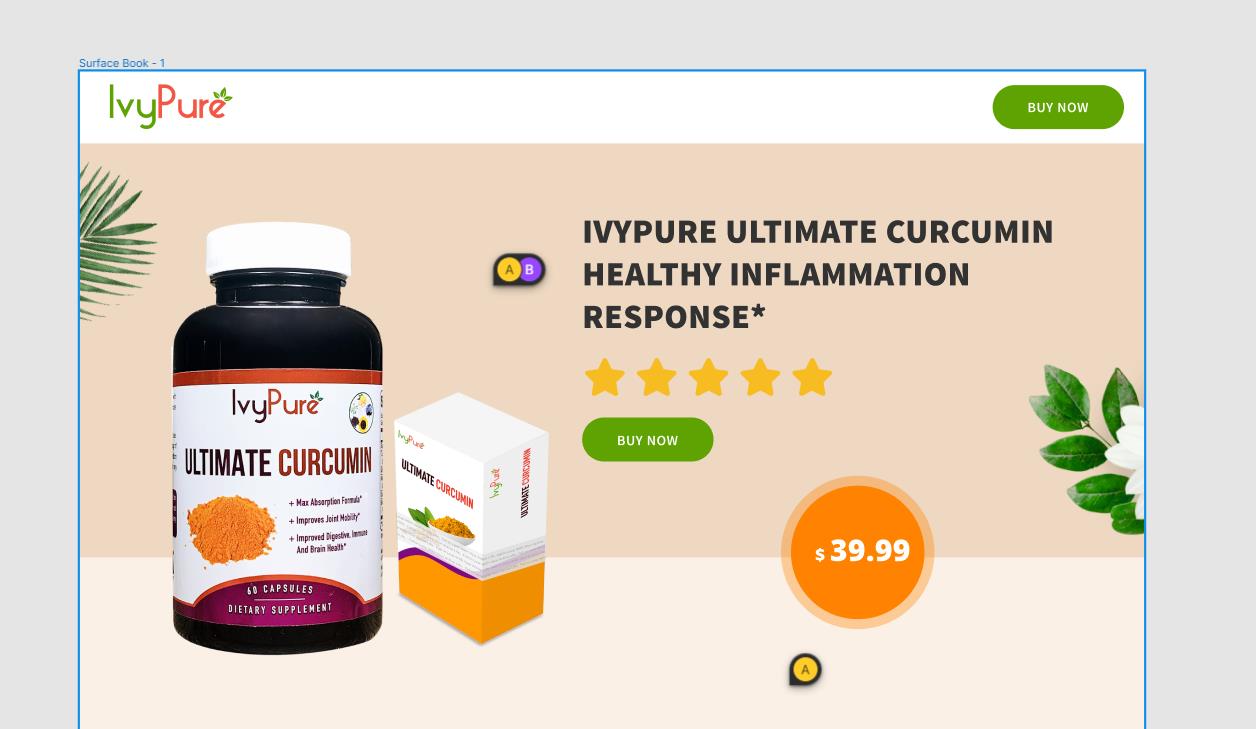 Surface Book - 1
IvyPure
BUY NOW
IVYPURE ULTIMATE CURCUMIN
HEALTHY INFLAMMATION
RESPONSE*
A B
BUY NOW
$ 39.99
A
IvyPure
ULTIMATE CURCUMIN
+ Max Absorption Formula*
+ Improves Joint Mobility*
+ Improved Digestive, Immune
And Brain Health*
60 CAPSULES
DIETARY SUPPLEMENT
IvyPure
ULTIMATE CURCUMIN
IvyPure
ULTIMATE CURCUMIN